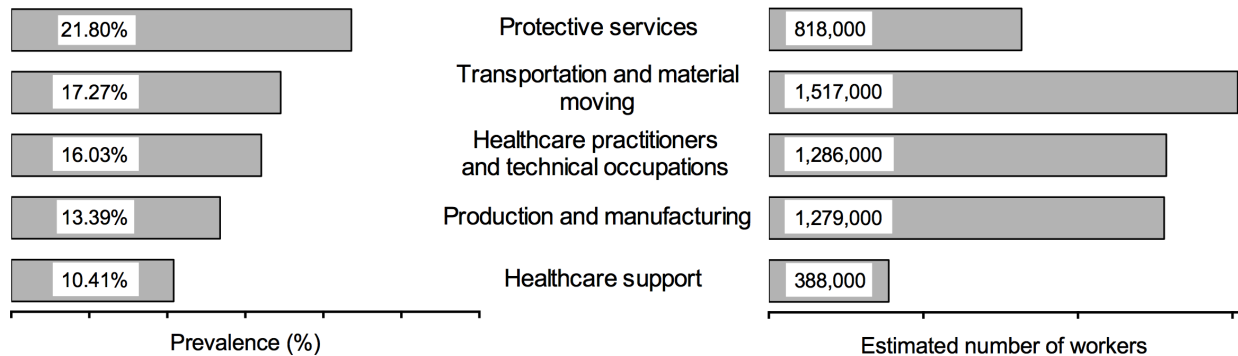 21.80% Protective services 818,000
17.27% Transportation and material
moving 1,517,000
16.03% Healthcare practitioners
and technical occupations 1,286,000
13.39% Production and manufacturing 1,279,000
10.41% Healthcare support 388,000
Prevalence (%) Estimated number of workers